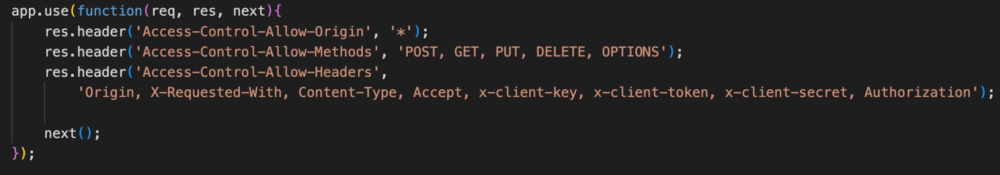 app.use(function(req, res, next){
    res.header('Access-Control-Allow-Origin', '*');
    res.header('Access-Control-Allow-Methods', 'POST, GET, PUT, DELETE, OPTIONS');
    res.header('Access-Control-Allow-Headers',
        'Origin, X-Requested-With, Content-Type, Accept, x-client-key, x-client-token, x-client-secret, Authorization');
    next();
});